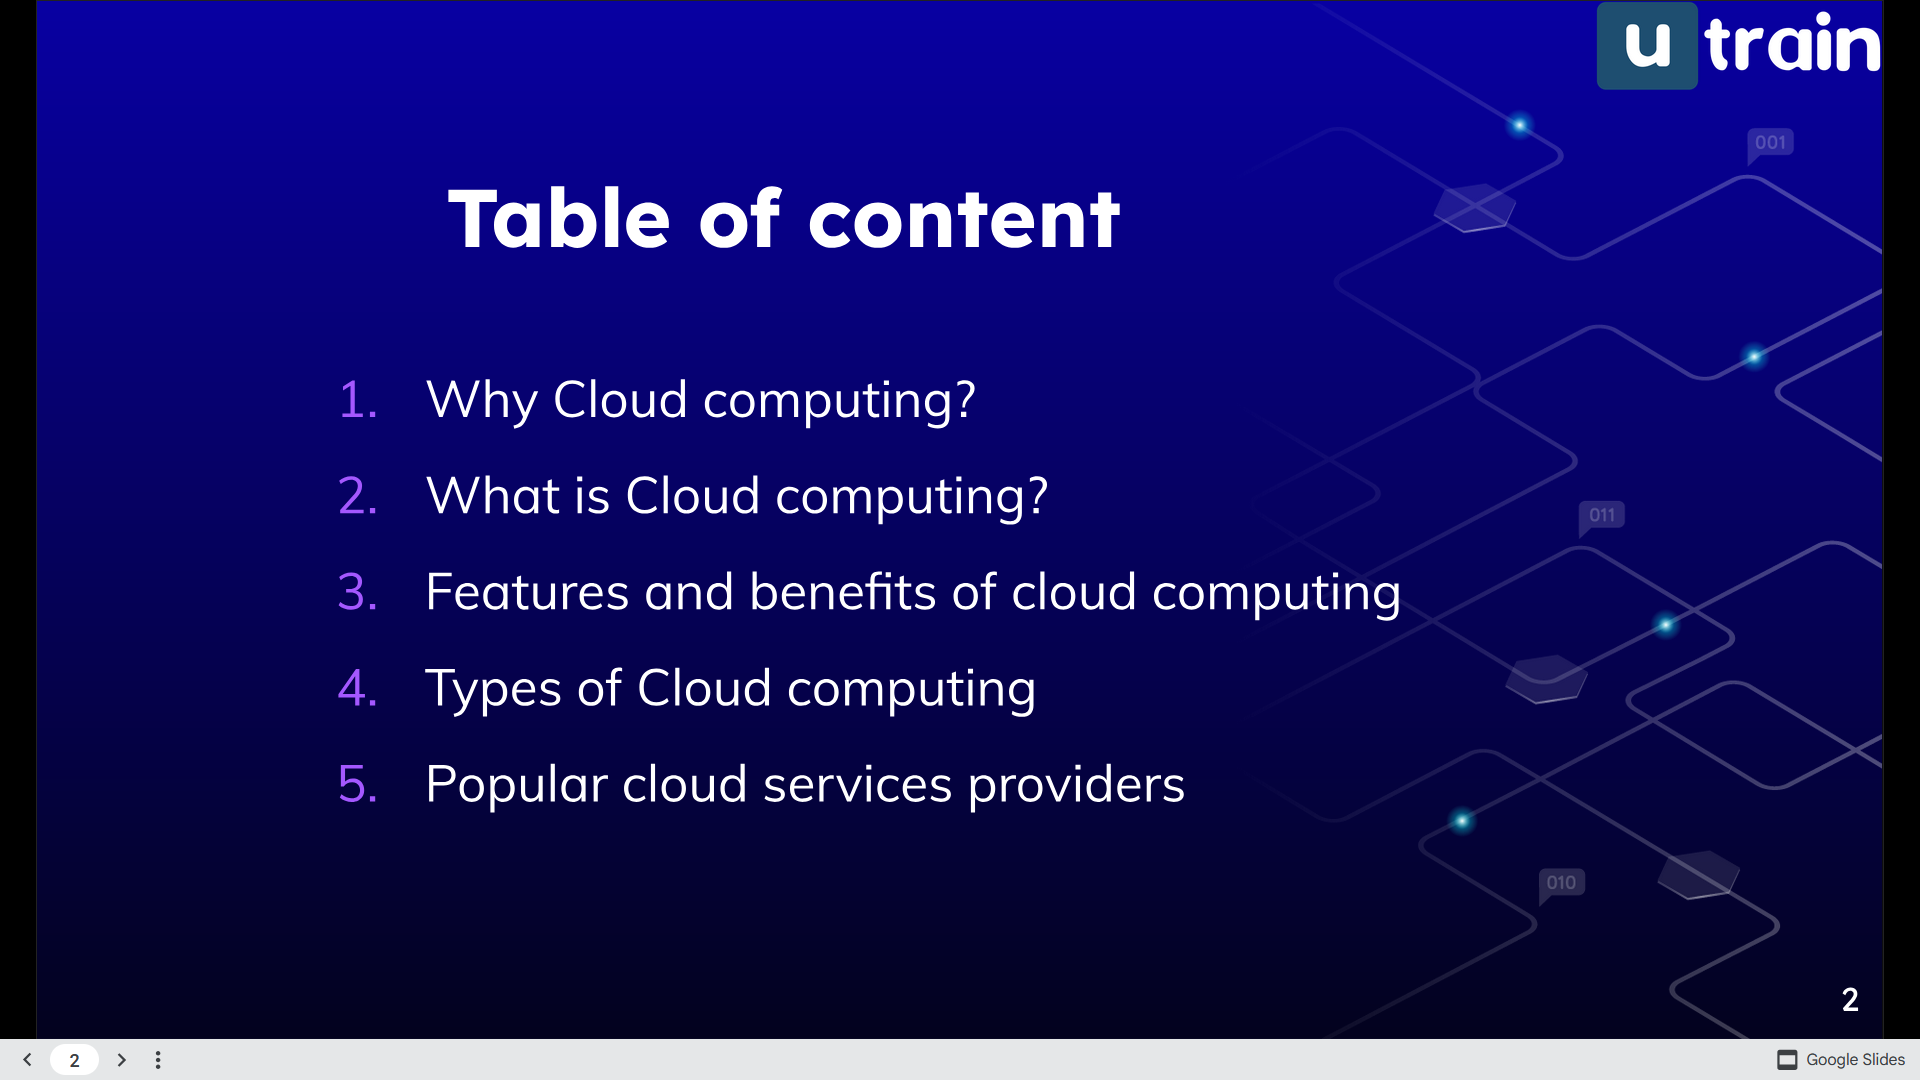 u train
001
Table of content
1. Why Cloud computing?
2. What is Cloud computing?
011
3. Features and benefits of cloud computing
4. Types of Cloud computing
5. Popular cloud services providers
010
2
2
Google Slides